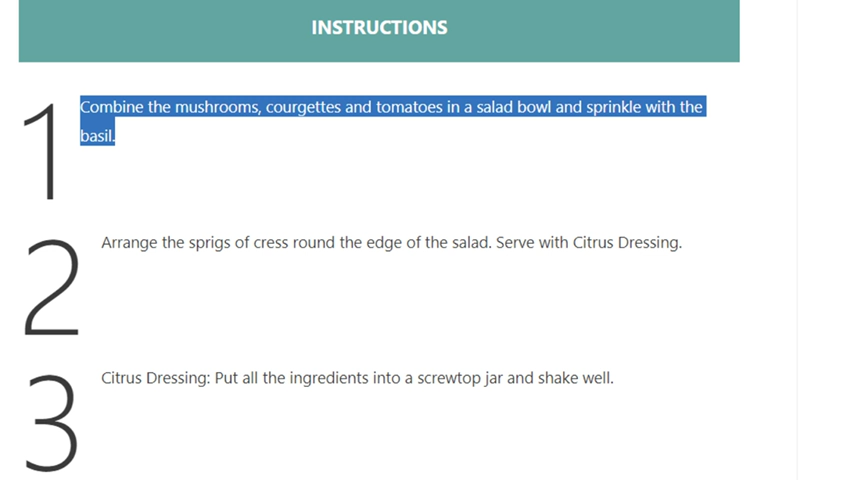 INSTRUCTIONS
1
Combine the mushrooms, courgettes and tomatoes in a salad bowl and sprinkle with the
basil.
2
Arrange the sprigs of cress round the edge of the salad. Serve with Citrus Dressing.
3
Citrus Dressing: Put all the ingredients into a screwtop jar and shake well.